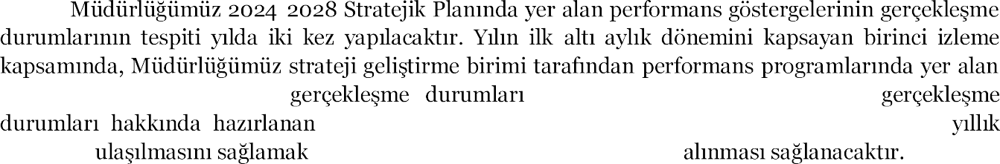 Müdürlüğümüz 2024 2028 Stratejik Planında yer alan performans göstergelerinin gerçekleşme
durumlarının tespiti yılda iki kez yapılacaktır. Yılın ilk altı aylık dönemini kapsayan birinci izleme
kapsamında, Müdürlüğümüz strateji geliştirme birimi tarafından performans programlarında yer alan
gerçekleşme durumları gerçekleşme
durumları hakkında hazırlanan yıllık
ulaşılmasını sağlamak alınması sağlanacaktır.